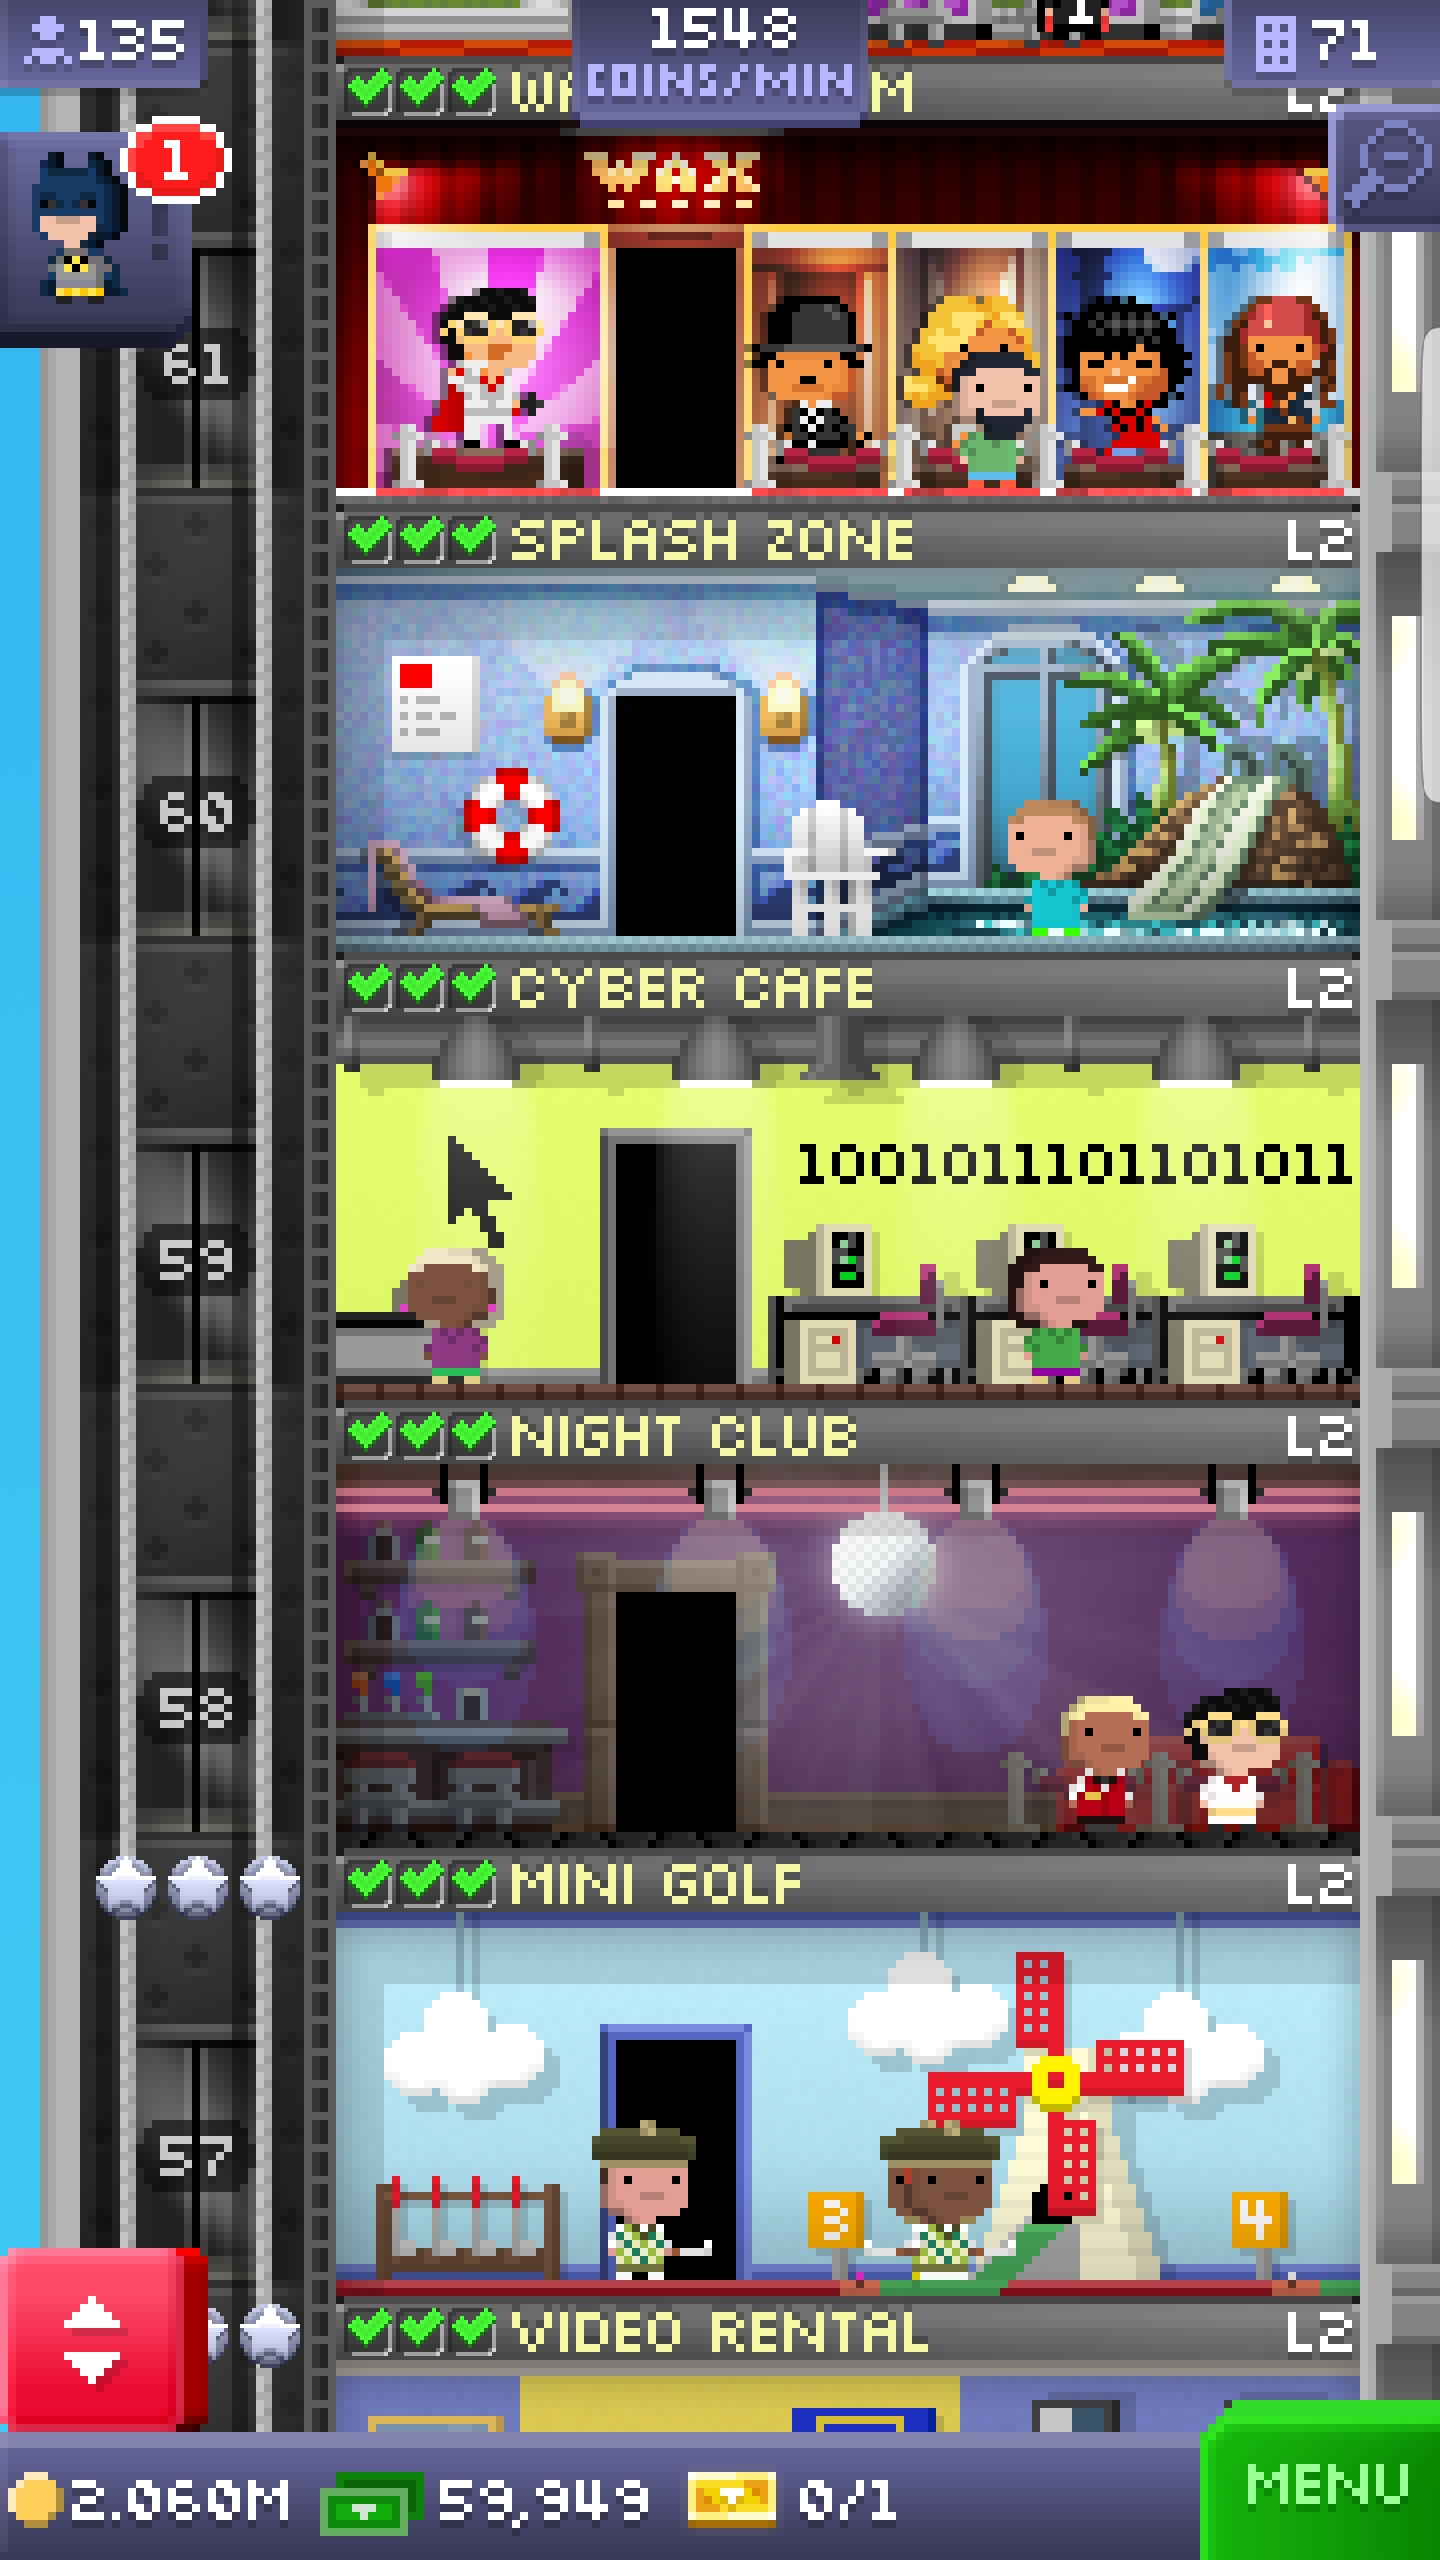 135
1548
COINS/MIN
71
1
WA M L2
WAX
61
SPLASH ZONE L2
60
CYBER CAFE L2
100101110110101011
59
NIGHT CLUB L2
58
MINI GOLF L2
57
3
4
VIDEO RENTAL L2
2.060M 59,949 0/1
MENU